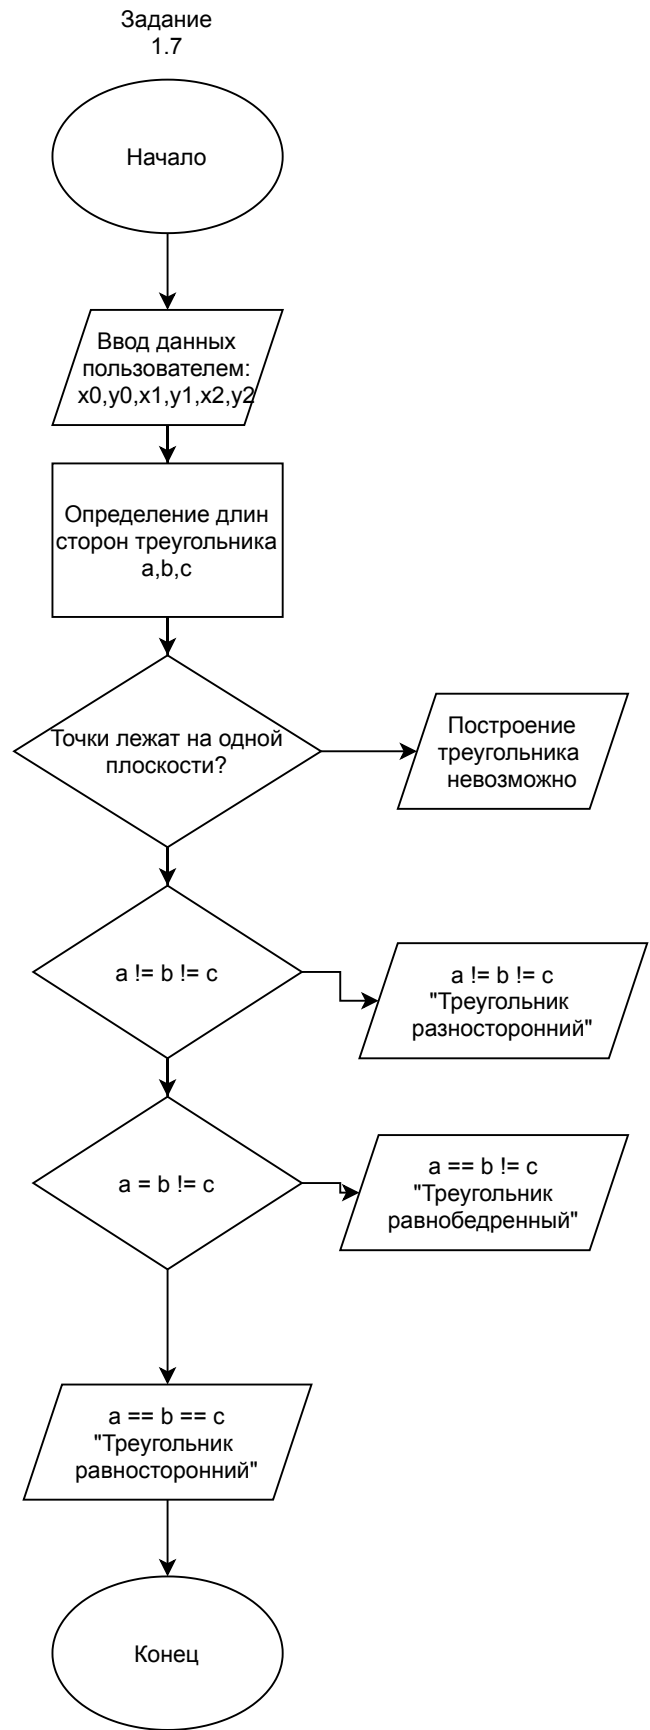 Задание
1.7
Начало
Ввод данных
пользователем:
x0,y0,x1,y1,x2,y2
Определение длин
сторон треугольника
a,b,c
Точки лежат на одной
плоскости?
Построение
треугольника
невозможно
a != b != c
a != b != c
"Треугольник
разносторонний"
a = b != c
a == b != c
"Треугольник
равнобедренный"
a == b == c
"Треугольник
равносторонний"
Конец